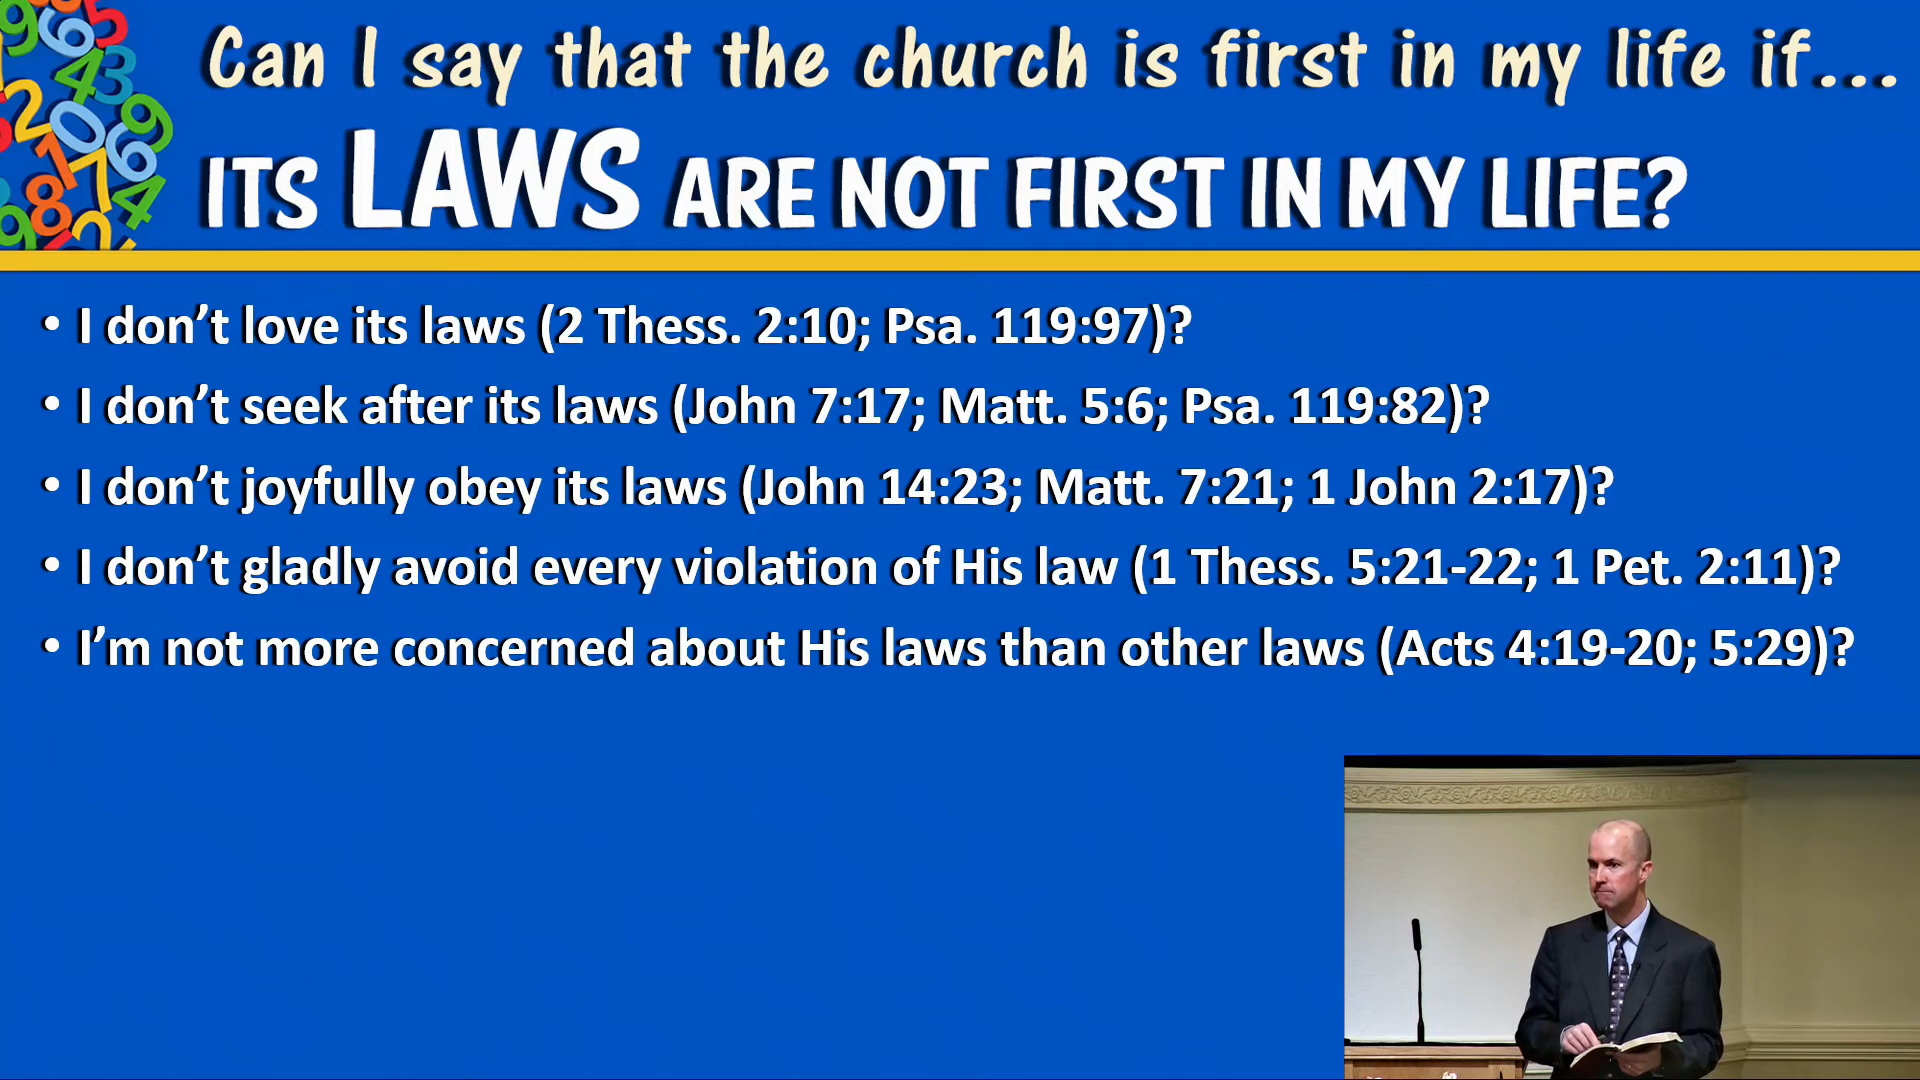 Can I say that the church is first in my life if...
ITS LAWS ARE NOT FIRST IN MY LIFE?
• I don’t love its laws (2 Thess. 2:10; Psa. 119:97)?
• I don’t seek after its laws (John 7:17; Matt. 5:6; Psa. 119:82)?
• I don’t joyfully obey its laws (John 14:23; Matt. 7:21; 1 John 2:17)?
• I don’t gladly avoid every violation of His law (1 Thess. 5:21-22; 1 Pet. 2:11)?
• I’m not more concerned about His laws than other laws (Acts 4:19-20; 5:29)?